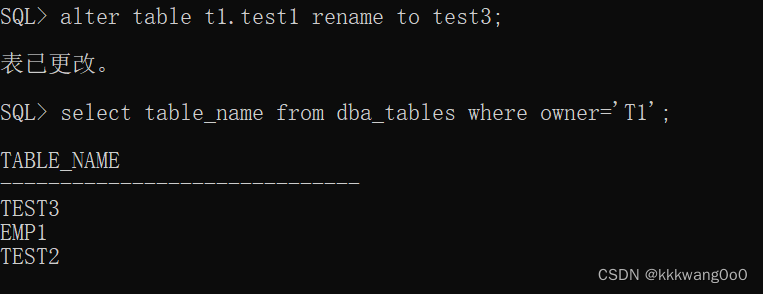 SQL> alter table t1.test1 rename to test3;
表已更改。
SQL> select table_name from dba_tables where owner='T1';
TABLE_NAME
------------------------------
TEST3
EMP1
TEST2
CSDN @kkkwang0o0